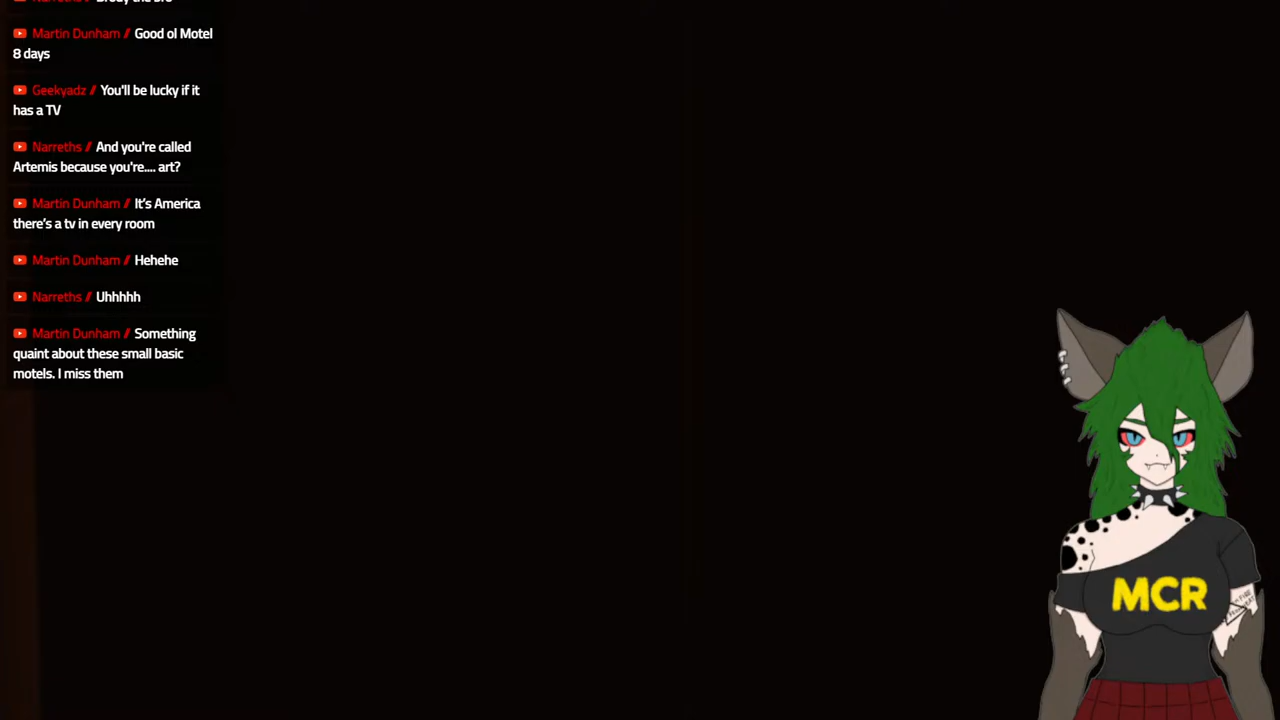 Martin Dunham // Good ol Motel
8 days
Geekyadz // You'll be lucky if it
has a TV
Narreths // And you're called
Artemis because you're.... art?
Martin Dunham // It's America
there's a tv in every room
Martin Dunham // Hehehe
Narreths // Uhhhhh
Martin Dunham // Something
quaint about these small basic
motels. I miss them
MCR